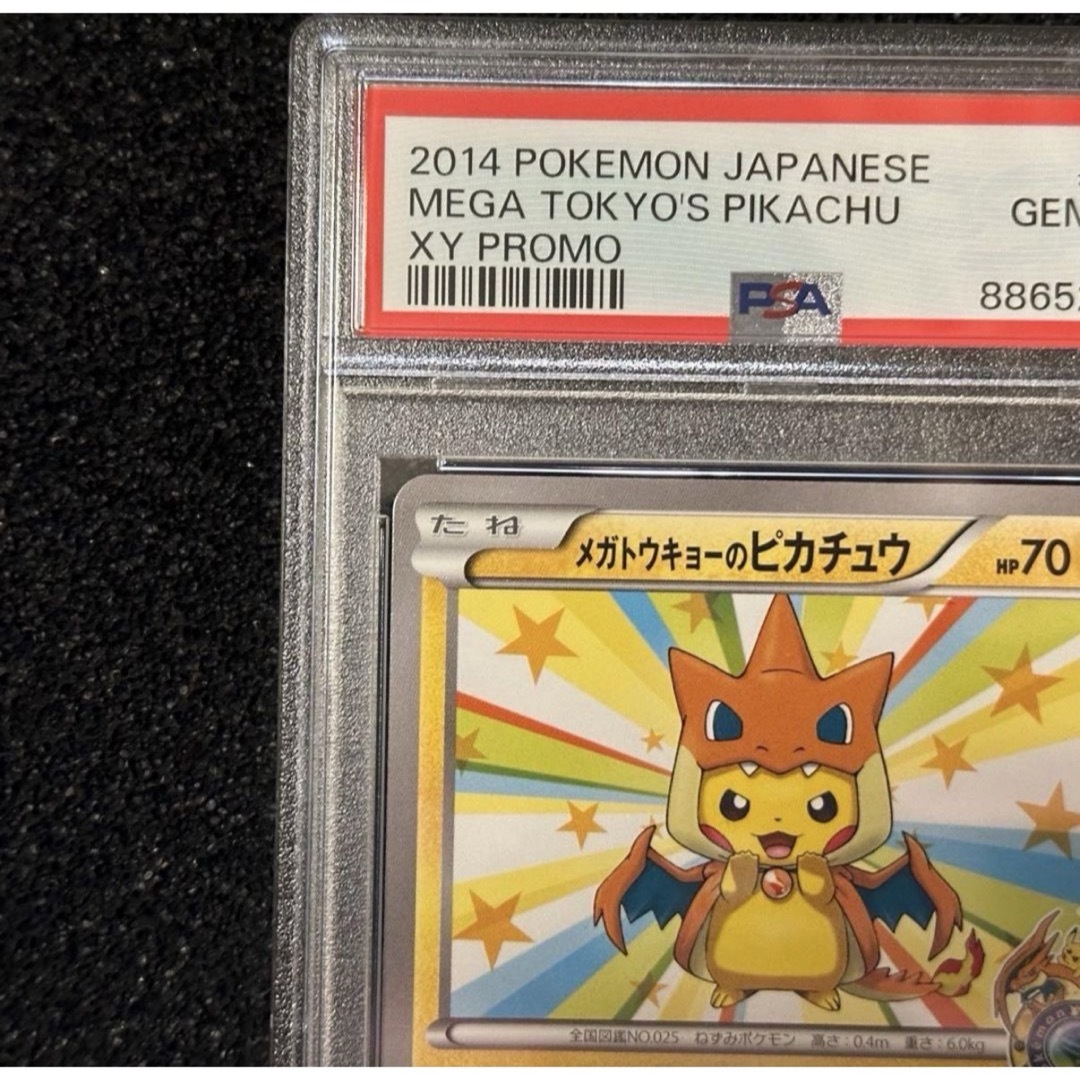 2014 POKEMON JAPANESE
MEGA TOKYO'S PIKACHU
GEM
XY PROMO
PSA
8865
たね
メガトウキョーのピカチュウ
HP70
全国図鑑NO.025 ねずみポケモン 高さ:0.4m 重さ:6.0kg